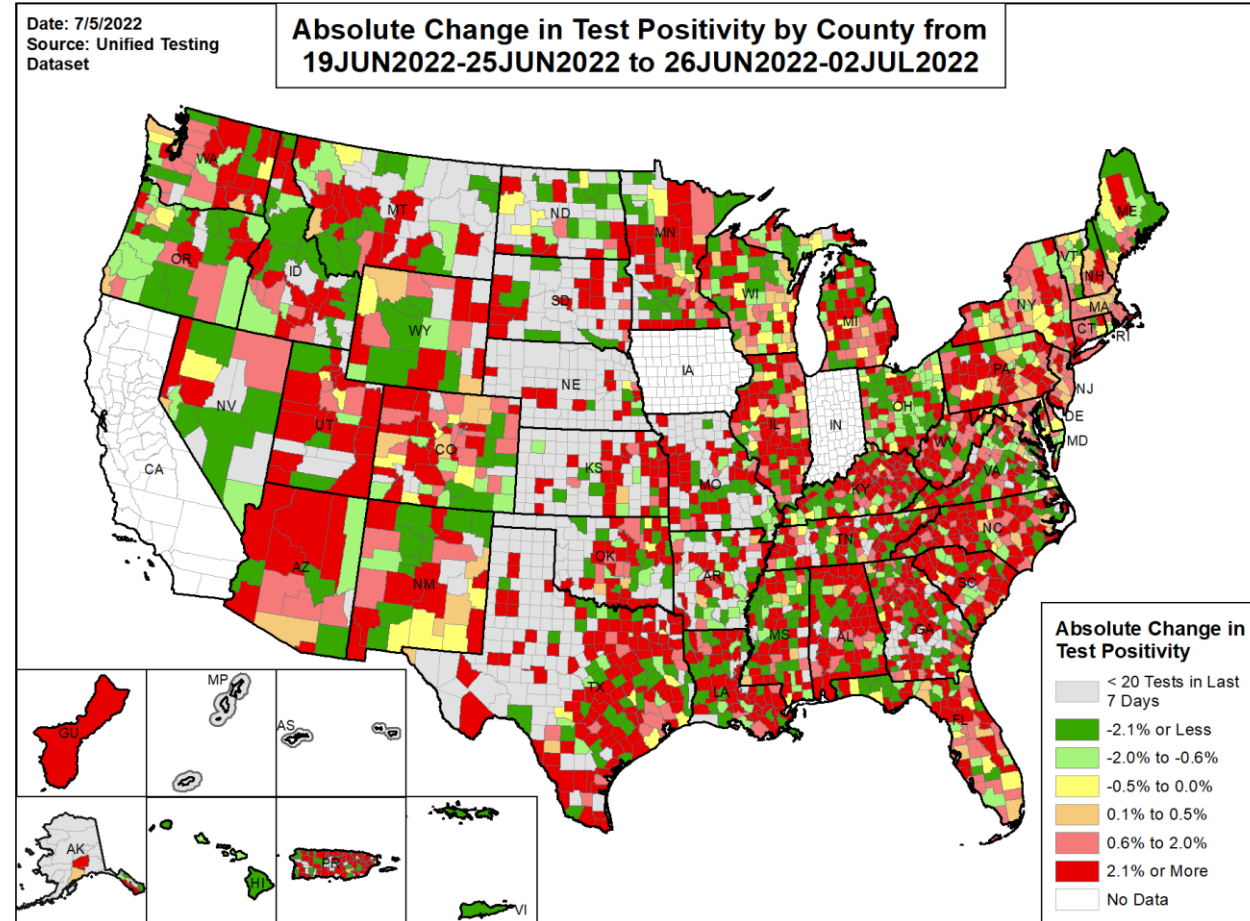 Date: 7/5/2022
Source: Unified Testing
Dataset
Absolute Change in Test Positivity by County from
19JUN2022-25JUN2022 to 26JUN2022-02JUL2022
WA
MT
ND
MN
ME
OR
ID
SD
WI
MI
VT
NH
NY
MA
CT
RI
WY
NE
IA
PA
NJ
NV
UT
CO
IL
IN
OH
DE
MD
WV
VA
CA
KS
MO
KY
NC
AZ
NM
OK
AR
TN
SC
MS
AL
GA
TX
LA
FL
GU
MP
AS
AK
HI
PR
VI
Absolute Change in
Test Positivity
< 20 Tests in Last
7 Days
-2.1% or Less
-2.0% to -0.6%
-0.5% to 0.0%
0.1% to 0.5%
0.6% to 2.0%
2.1% or More
No Data